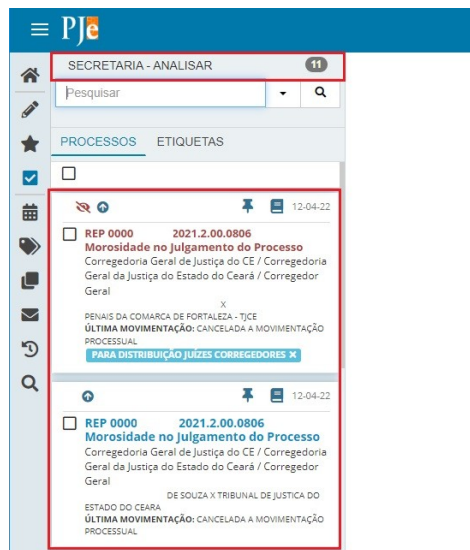 PJe
SECRETARIA - ANALISAR 11
Pesquisar
PROCESSOS ETIQUETAS
12-04-22
REP 0000 2021.2.00.0806
Morosidade no Julgamento do Processo
Corregedoria Geral de Justiça do CE / Corregedoria
Geral da Justiça do Estado do Ceará / Corregedor
Geral
X
PENAIS DA COMARCA DE FORTALEZA - TJCE
ÚLTIMA MOVIMENTAÇÃO: CANCELADA A MOVIMENTAÇÃO
PROCESSUAL
PARA DISTRIBUIÇÃO JUÍZES CORREGEDORES ×
12-04-22
REP 0000 2021.2.00.0806
Morosidade no Julgamento do Processo
Corregedoria Geral de Justiça do CE / Corregedoria
Geral da Justiça do Estado do Ceará / Corregedor
Geral
DE SOUZA X TRIBUNAL DE JUSTICA DO
ESTADO DO CEARA
ÚLTIMA MOVIMENTAÇÃO: CANCELADA A MOVIMENTAÇÃO
PROCESSUAL